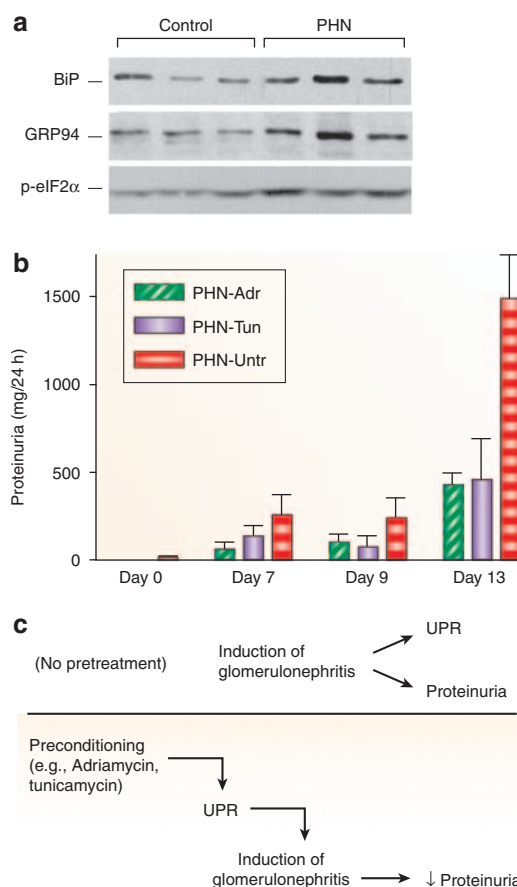 a
Control PHN
BiP
GRP94
p-eIF2α
b
1500
1000
500
0
Proteinuria (mg/24 h)
PHN-Adr
PHN-Tun
PHN-Untr
Day 0 Day 7 Day 9 Day 13
c
(No pretreatment)
Induction of
glomerulonephritis
UPR
Proteinuria
Preconditioning
(e.g., Adriamycin,
tunicamycin)
UPR
Induction of
glomerulonephritis
↓ Proteinuria